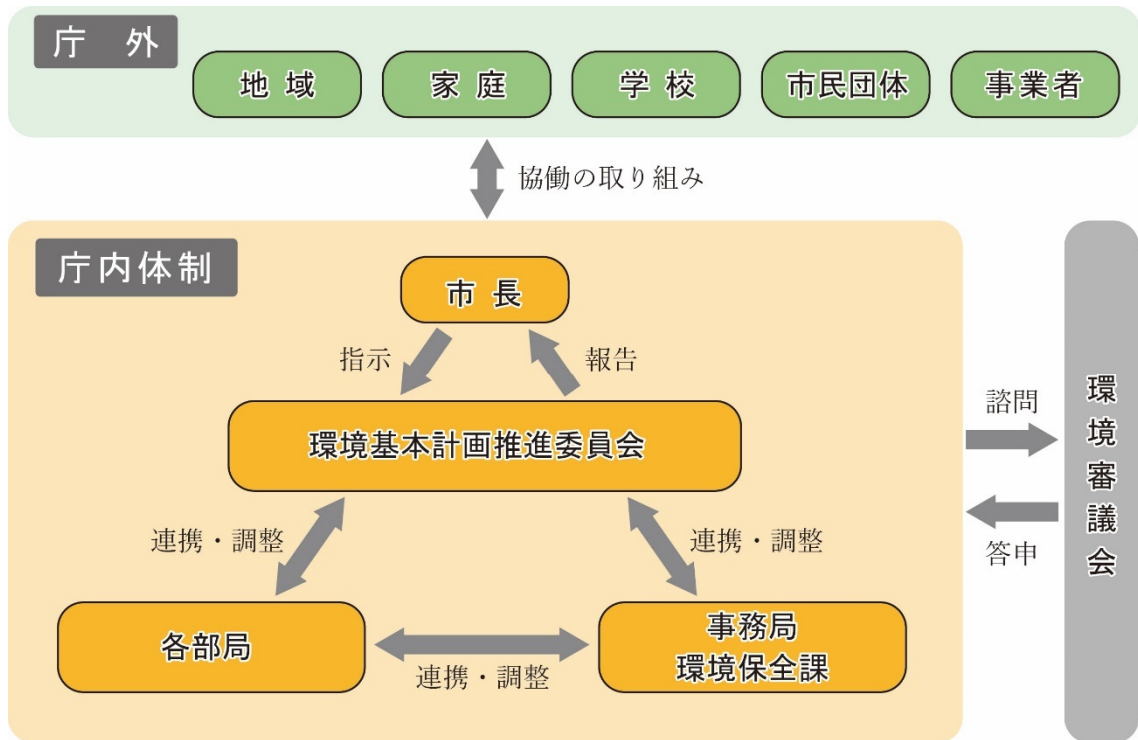 庁 外
地 域
家 庭
学 校
市民団体
事業者
協働の取り組み
庁内体制
市 長
指示
報告
環境基本計画推進委員会
連携・調整
連携・調整
各部局
事務局
環境保全課
連携・調整
諮問
答申
環境審議会